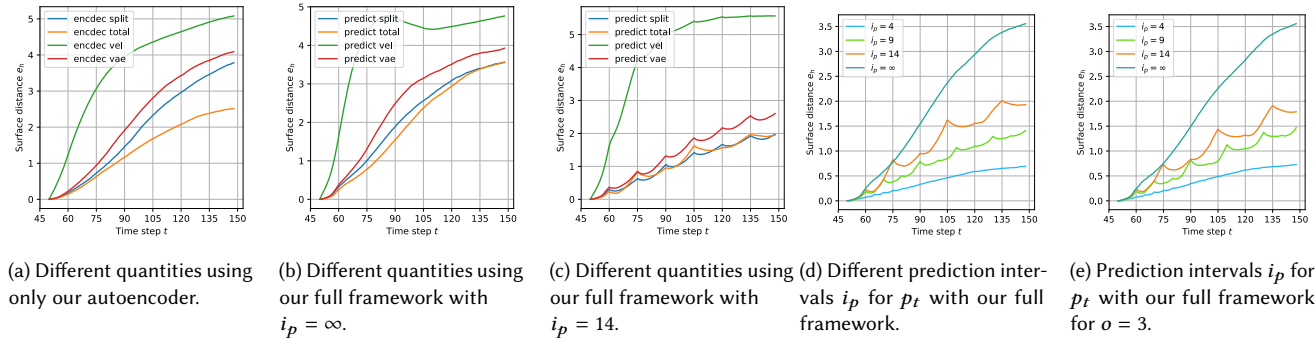 Surface distance e_h
5
4
3
2
1
0
encdec split
encdec total
encdec vel
encdec vae
45 60 75 90 105 120 135 150
Time step t
Surface distance e_h
5
4
3
2
1
0
predict split
predict total
predict vel
predict vae
45 60 75 90 105 120 135 150
Time step t
Surface distance e_h
5
4
3
2
1
0
predict split
predict total
predict vel
predict vae
45 60 75 90 105 120 135 150
Time step t
Surface distance e_h
3,5
3,0
2,5
2,0
1,5
1,0
0,5
0,0
i_p = 4
i_p = 9
i_p = 14
i_p = ∞
45 60 75 90 105 120 135 150
Time step t
Surface distance e_h
3.5
3.0
2.5
2.0
1.5
1.0
0.5
0.0
i_p = 4
i_p = 9
i_p = 14
i_p = ∞
45 60 75 90 105 120 135 150
Time step t
(a) Different quantities using
only our autoencoder.
(b) Different quantities using
our full framework with
i_p = ∞.
(c) Different quantities using
our full framework with
i_p = 14.
(d) Different prediction inter-
vals i_p for p_t with our full
framework.
(e) Prediction intervals i_p for
p_t with our full framework
for o = 3.